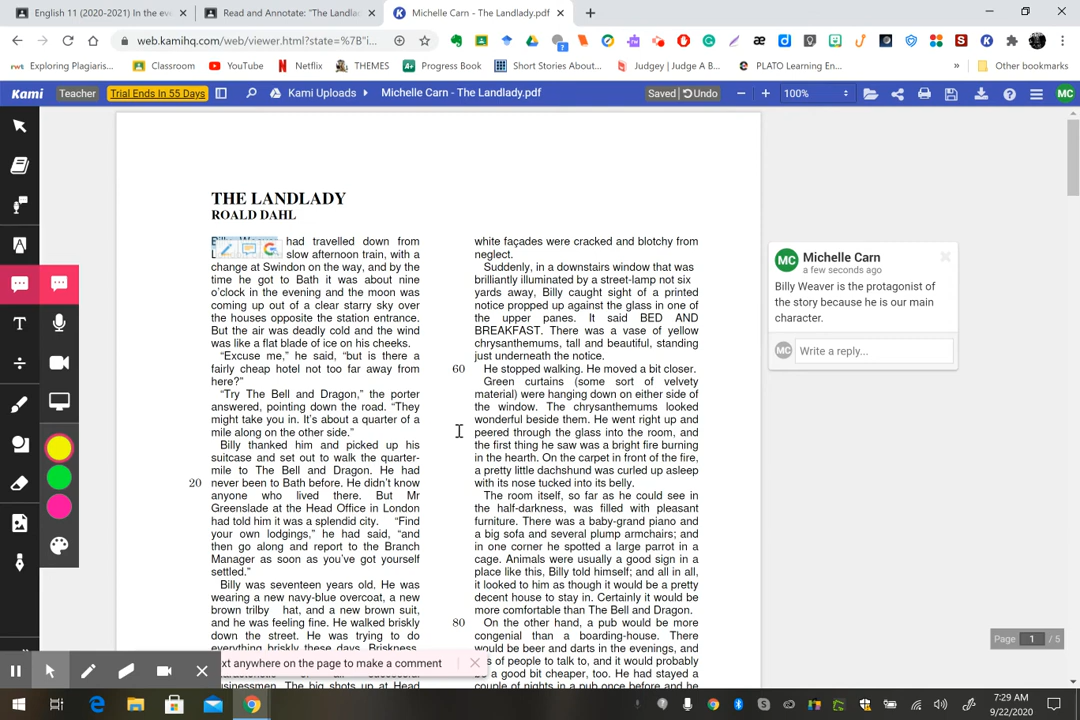 English 11 (2020-2021) In the eve
Read and Annotate: "The Landla
Michelle Carn - The Landlady.pdf
web.kamihq.com/web/viewer.html?state=%7B"i...
Exploring Plagiaris...
Classroom
YouTube
Netflix
THEMES
Progress Book
Short Stories About...
Judgey | Judge A B...
PLATO Learning En...
Other bookmarks
Kami
Teacher
Trial Ends In 55 Days
Kami Uploads
Michelle Carn - The Landlady.pdf
Saved
Undo
100%
MC
THE LANDLADY
ROALD DAHL
had travelled down from
slow afternoon train, with a
change at Swindon on the way, and by the
time he got to Bath it was about nine
o'clock in the evening and the moon was
coming up out of a clear starry sky over
the houses opposite the station entrance.
But the air was deadly cold and the wind
was like a flat blade of ice on his cheeks.
"Excuse me," he said, "but is there a
fairly cheap hotel not too far away from
here?"
"Try The Bell and Dragon," the porter
answered, pointing down the road. "They
might take you in. It's about a quarter of a
mile along on the other side."
Billy thanked him and picked up his
suitcase and set out to walk the quarter-
mile to The Bell and Dragon. He had
20 never been to Bath before. He didn't know
anyone who lived there. But Mr
Greenslade at the Head Office in London
had told him it was a splendid city. "Find
your own lodgings," he had said, "and
then go along and report to the Branch
Manager as soon as you've got yourself
settled."
Billy was seventeen years old. He was
wearing a new navy-blue overcoat, a new
brown trilby hat, and a new brown suit,
and he was feeling fine. He walked briskly
down the street. He was trying to do
everything briskly these days. Briskness,
businessmen. The big shots up at Head
white façades were cracked and blotchy from
neglect.
Suddenly, in a downstairs window that was
brilliantly illuminated by a street-lamp not six
yards away, Billy caught sight of a printed
notice propped up against the glass in one of
the upper panes. It said BED AND
BREAKFAST. There was a vase of yellow
chrysanthemums, tall and beautiful, standing
just underneath the notice.
60 He stopped walking. He moved a bit closer.
Green curtains (some sort of velvety
material) were hanging down on either side of
the window. The chrysanthemums looked
wonderful beside them. He went right up and
peered through the glass into the room, and
the first thing he saw was a bright fire burning
in the hearth. On the carpet in front of the fire,
a pretty little dachshund was curled up asleep
with its nose tucked into its belly.
The room itself, so far as he could see in
the half-darkness, was filled with pleasant
furniture. There was a baby-grand piano and
a big sofa and several plump armchairs; and
in one corner he spotted a large parrot in a
cage. Animals were usually a good sign in a
place like this, Billy told himself; and all in all,
it looked to him as though it would be a pretty
decent house to stay in. Certainly it would be
more comfortable than The Bell and Dragon.
80 On the other hand, a pub would be more
congenial than a boarding-house. There
would be beer and darts in the evenings, and
s of people to talk to, and it would probably
be a good bit cheaper, too. He had stayed a
couple of nights in a pub once before and he
MC
Michelle Carn
a few seconds ago
Billy Weaver is the protagonist of
the story because he is our main
character.
MC
Write a reply...
Page 1 / 5
xt anywhere on the page to make a comment
7:29 AM
9/22/2020